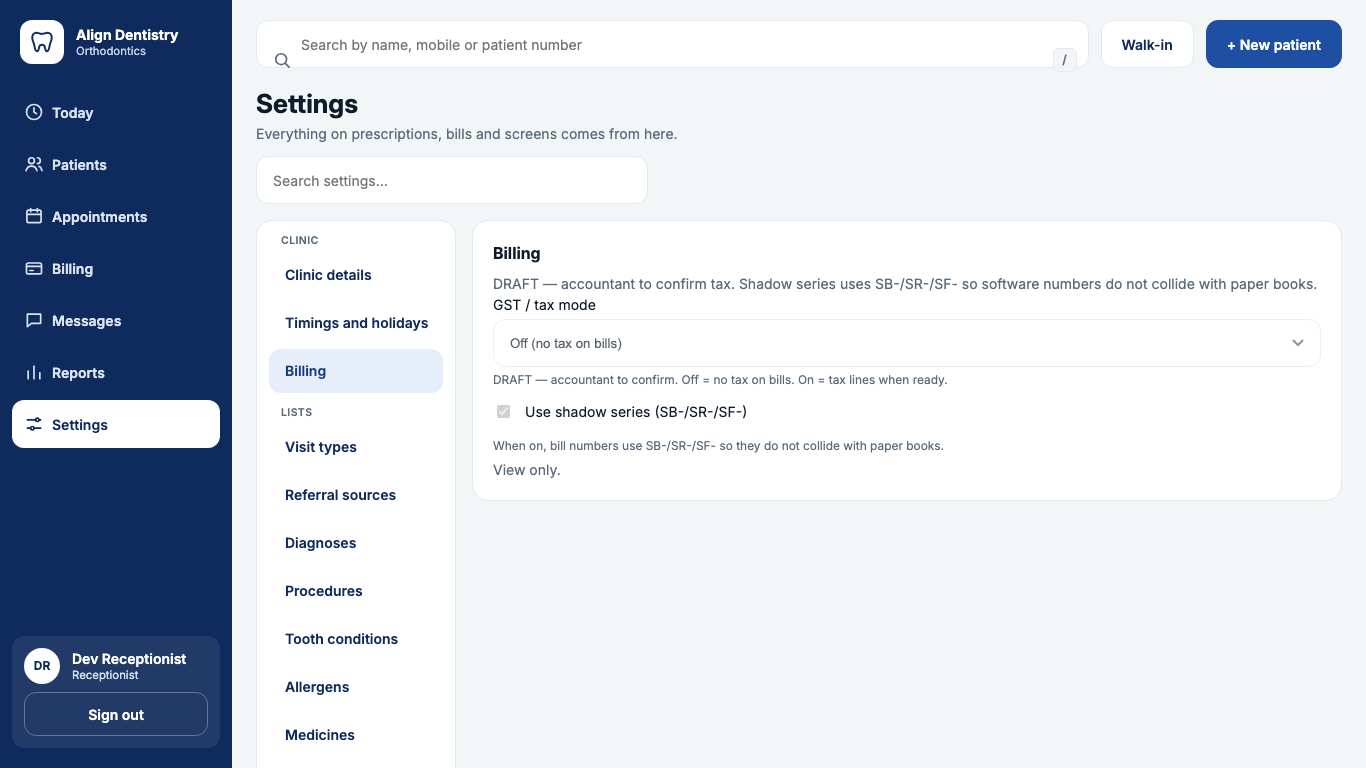 Align Dentistry
Orthodontics
Today
Patients
Appointments
Billing
Messages
Reports
Settings
DR
Dev Receptionist
Receptionist
Sign out
Search by name, mobile or patient number
/
Walk-in
+ New patient
Settings
Everything on prescriptions, bills and screens comes from here.
Search settings...
CLINIC
Clinic details
Timings and holidays
Billing
LISTS
Visit types
Referral sources
Diagnoses
Procedures
Tooth conditions
Allergens
Medicines
Billing
DRAFT — accountant to confirm tax. Shadow series uses SB-/SR-/SF- so software numbers do not collide with paper books.
GST / tax mode
Off (no tax on bills)
DRAFT — accountant to confirm. Off = no tax on bills. On = tax lines when ready.
Use shadow series (SB-/SR-/SF-)
When on, bill numbers use SB-/SR-/SF- so they do not collide with paper books.
View only.